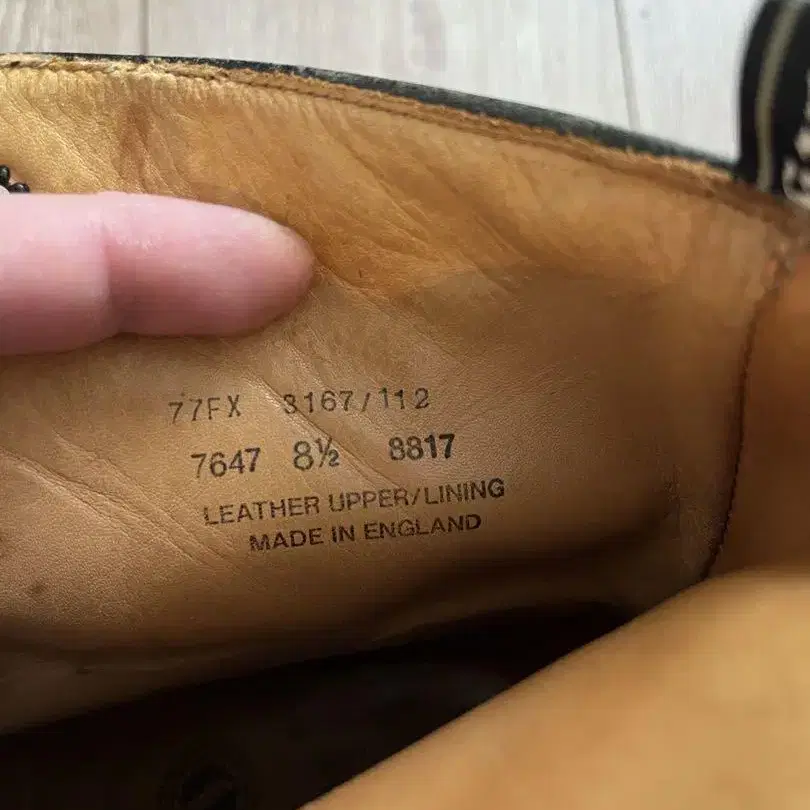 77FX 3167/112
7647 8½ 8817
LEATHER UPPER/LINING
MADE IN ENGLAND